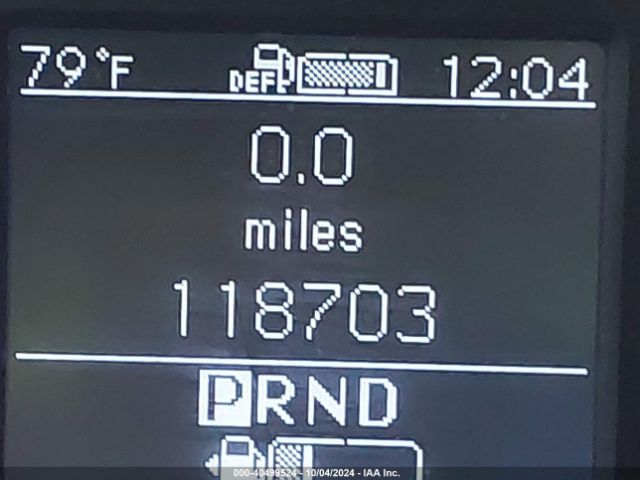 79°F DEF 12:04
0.0
miles
118703
PRND
000-40499524 - 10/04/2024 - IAA Inc.